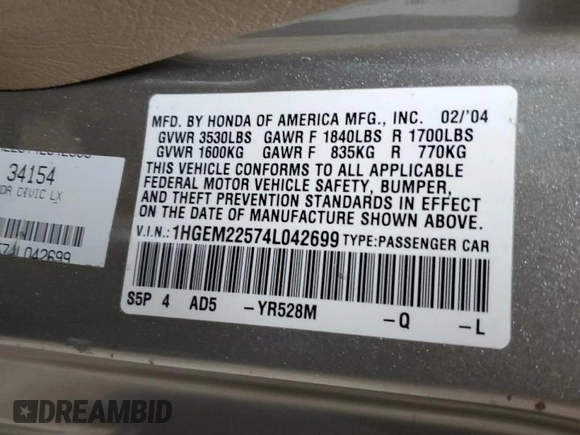 34154
CIVIC LX
74L042699
MFD. BY HONDA OF AMERICA MFG., INC. 02/'04
GVWR 3530LBS GAWR F 1840LBS R 1700LBS
GVWR 1600KG GAWR F 835KG R 770KG
THIS VEHICLE CONFORMS TO ALL APPLICABLE
FEDERAL MOTOR VEHICLE SAFETY, BUMPER,
AND THEFT PREVENTION STANDARDS IN EFFECT
ON THE DATE OF MANUFACTURE SHOWN ABOVE.
V.I.N.: 1HGEM22574L042699 TYPE:PASSENGER CAR
S5P 4 AD5 -YR528M -Q -L
DREAMBID